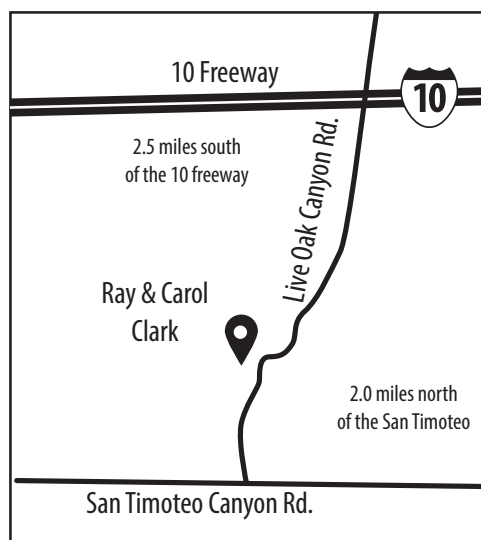 10 Freeway
10
2.5 miles south
of the 10 freeway
Live Oak Canyon Rd.
Ray & Carol
Clark
2.0 miles north
of the San Timoteo
San Timoteo Canyon Rd.